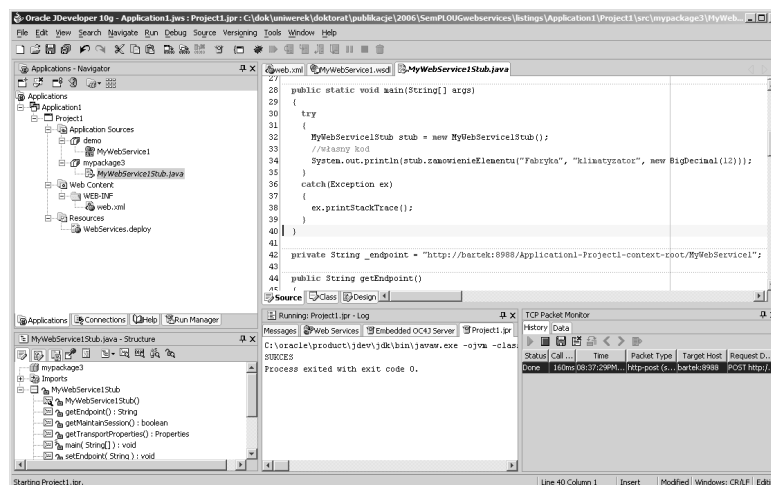 Oracle JDeveloper 10g - Application1.jws : Project1.jpr : C:\dok\uniwerek\doktorat\publikacje\2006\SemPLOUGwebservices\listings\Application1\Project1\src\mypackage3\MyWeb...
File Edit View Search Navigate Run Debug Source Versioning Tools Window Help
Applications - Navigator
Applications
Application1
Project1
Application Sources
demo
MyWebService1
mypackage3
MyWebService1Stub.java
Web Content
WEB-INF
web.xml
Resources
WebServices.deploy
Applications Connections Help Run Manager
MyWebService1Stub.java - Structure
mypackage3
Imports
MyWebService1Stub
MyWebService1Stub()
getEndpoint() : String
getMaintainSession() : boolean
getTransportProperties() : Properties
main( String[] ) : void
setEndpoint( String ) : void
web.xml MyWebService1.wsdl MyWebService1Stub.java
27
28 public static void main(String[] args)
29 {
30 try
31 {
32 MyWebService1Stub stub = new MyWebService1Stub();
33 //własny kod
34 System.out.println(stub.zamowienieElementu("Fabryka", "klimatyzator", new BigDecimal(12)));
35 }
36 catch(Exception ex)
37 {
38 ex.printStackTrace();
39 }
40 }
41
42 private String _endpoint = "http://bartek:8988/Application1-Project1-context-root/MyWebService1";
43
44 public String getEndpoint()
45 {
Source Class Design
Running: Project1.jpr - Log
Messages Web Services Embedded OC4J Server Project1.jpr
C:\oracle\product\jdev\jdk\bin\javaw.exe -ojvm -clas
SUKCES
Process exited with exit code 0.
TCP Packet Monitor
History Data
Status Call ... Time Packet Type Target Host Request D...
Done 160ms 08:37:29PM... http-post (s... bartek:8988 POST http:/...
Starting Project1.jpr. Line 40 Column 1 Insert Modified Windows: CR/LF Editi